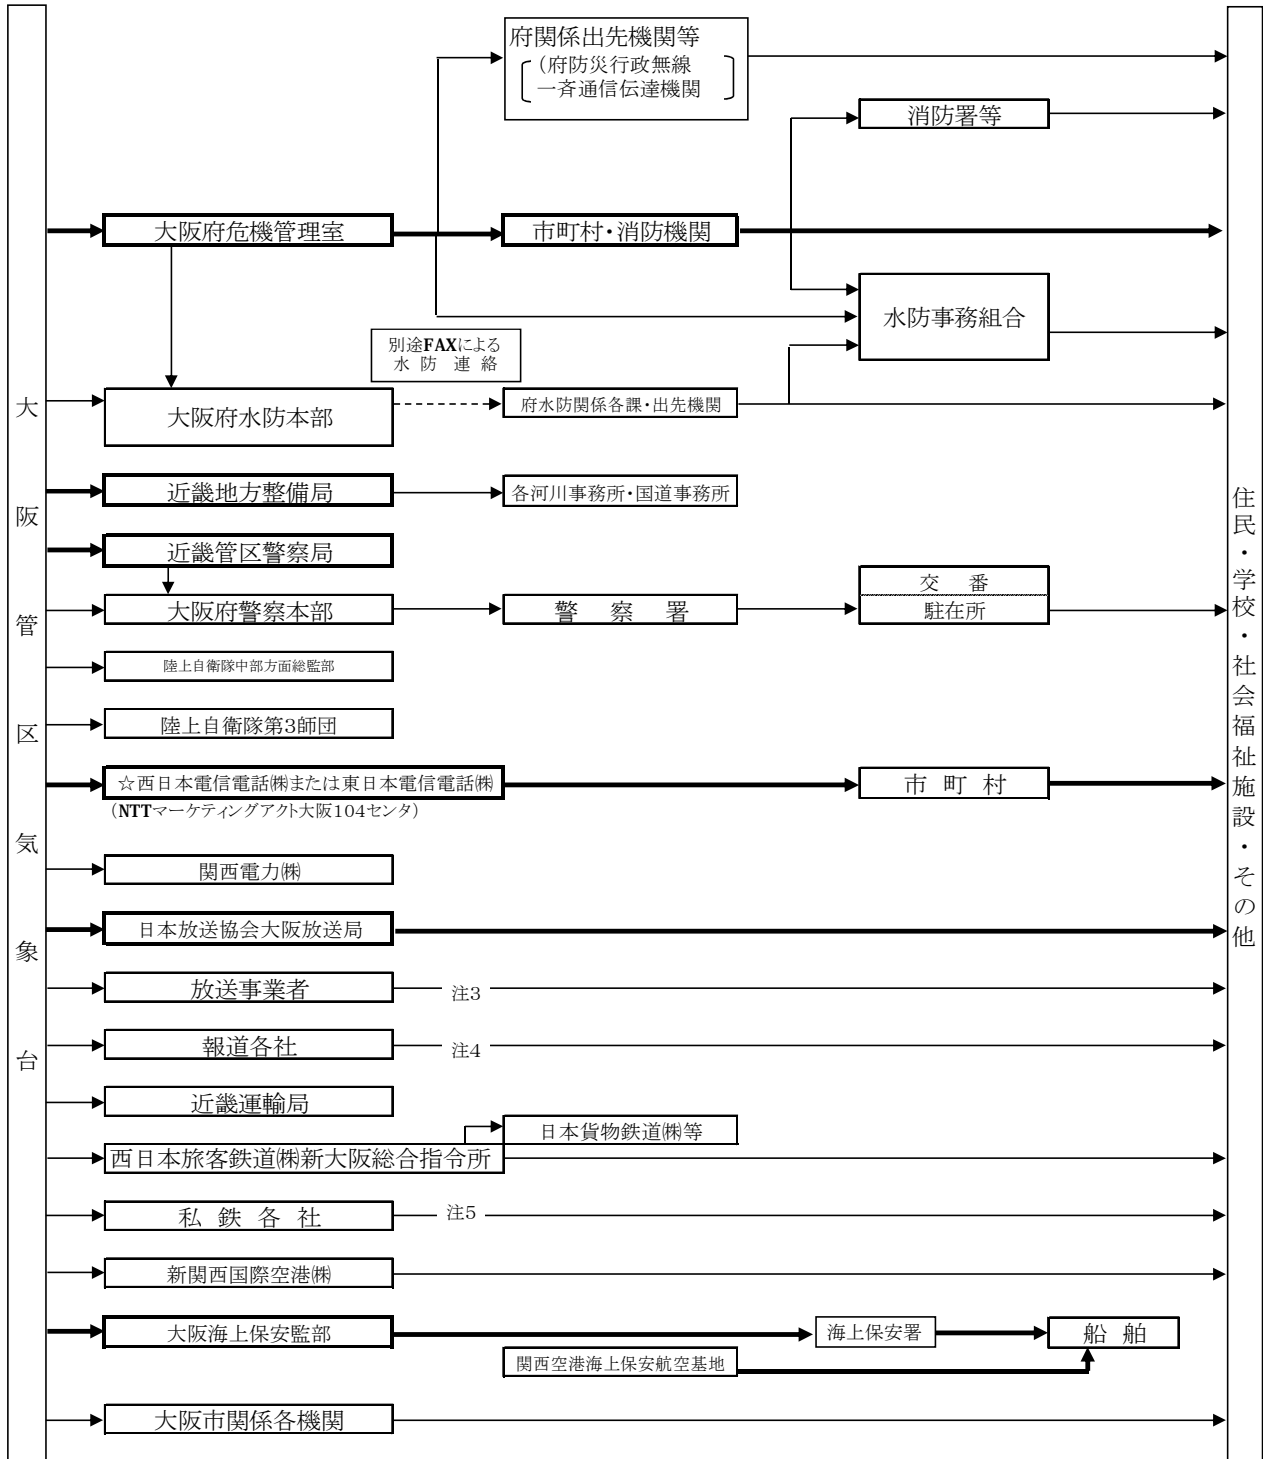 大阪管区気象台
府関係出先機関等
(府防災行政無線
一斉通信伝達機関
消防署等
大阪府危機管理室
市町村・消防機関
水防事務組合
別途FAXによる
水 防 連 絡
大阪府水防本部
府水防関係各課・出先機関
近畿地方整備局
各河川事務所・国道事務所
近畿管区警察局
交 番
大阪府警察本部
警 察 署
駐在所
陸上自衛隊中部方面総監部
陸上自衛隊第3師団
☆西日本電信電話㈱または東日本電信電話㈱
市 町 村
(NTTマーケティングアクト大阪104センタ)
関西電力㈱
日本放送協会大阪放送局
放送事業者
注3
報道各社
注4
近畿運輸局
日本貨物鉄道㈱等
西日本旅客鉄道㈱新大阪総合指令所
私 鉄 各 社
注5
新関西国際空港㈱
大阪海上保安監部
海上保安署
船 舶
関西空港海上保安航空基地
大阪市関係各機関
住民・学校・社会福祉施設・その他